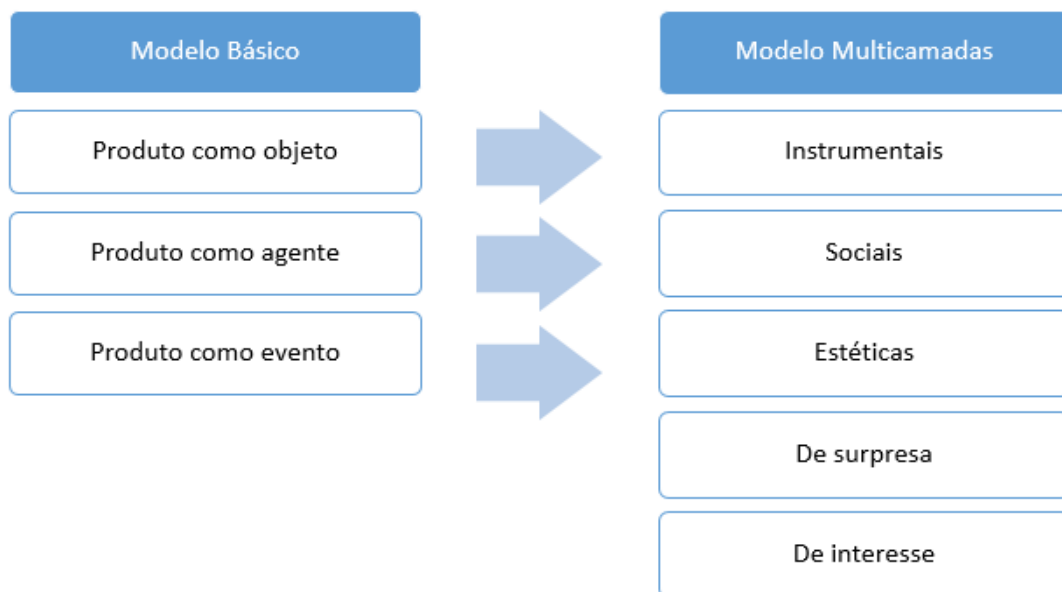 Modelo Básico
Produto como objeto
Produto como agente
Produto como evento
Modelo Multicamadas
Instrumentais
Sociais
Estéticas
De surpresa
De interesse